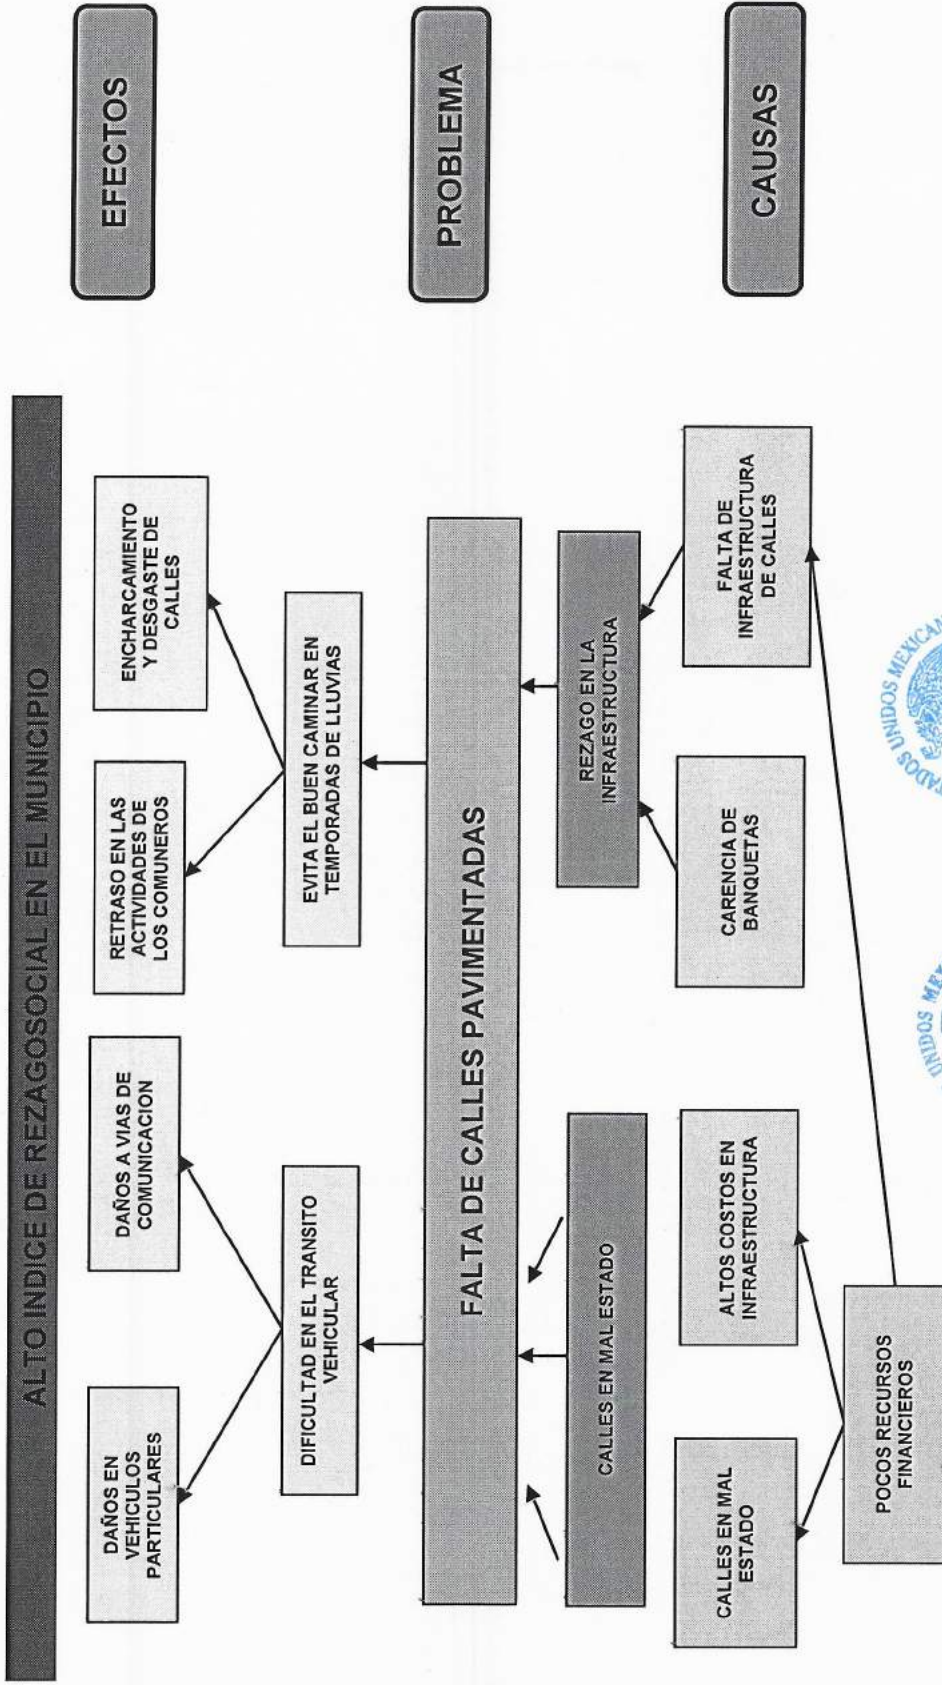 ALTO INDICE DE REZAGOSOCIAL EN EL MUNICIPIO
EFECTOS
DAÑOS EN
VEHICULOS
PARTICULARES
DAÑOS A VIAS DE
COMUNICACION
RETRASO EN LAS
ACTIVIDADES DE
LOS COMUNEROS
ENCHARCAMIENTO
Y DESGASTE DE
CALLES
DIFICULTAD EN EL TRANSITO
VEHICULAR
EVITA EL BUEN CAMINAR EN
TEMPORADAS DE LLUVIAS
FALTA DE CALLES PAVIMENTADAS
PROBLEMA
CALLES EN MAL ESTADO
REZAGO EN LA
INFRAESTRUCTURA
CALLES EN MAL
ESTADO
ALTOS COSTOS EN
INFRAESTRUCTURA
CARENCIA DE
BANQUETAS
FALTA DE
INFRAESTRUCTURA
DE CALLES
CAUSAS
POCOS RECURSOS
FINANCIEROS
UNIDOS
UNIDOS